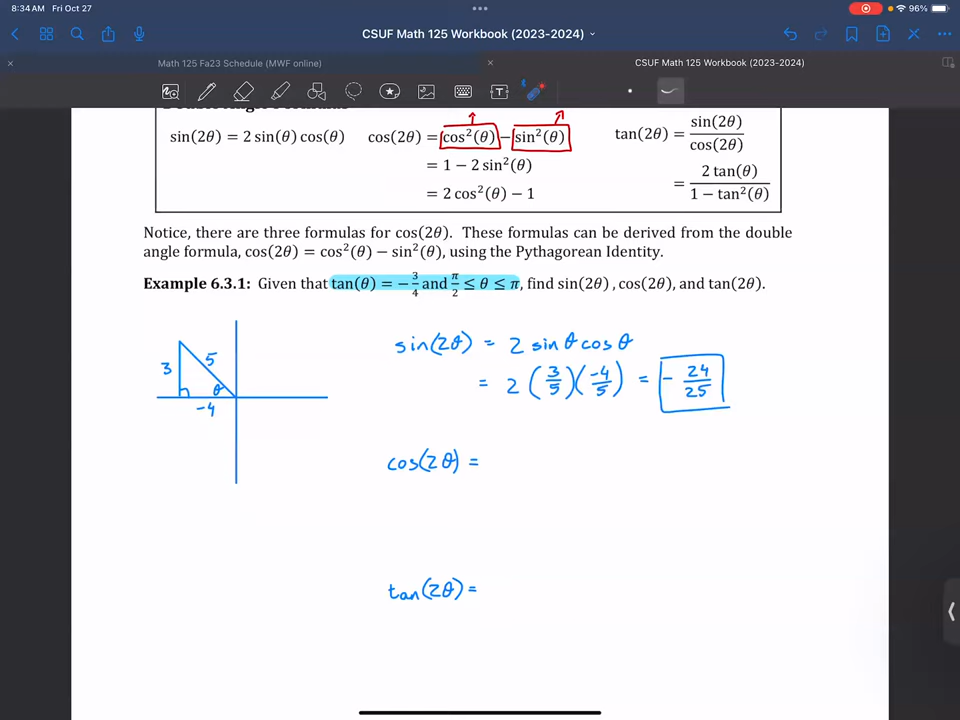 8:34 AM Fri Oct 27
96%
CSUF Math 125 Workbook (2023-2024)
Math 125 Fa23 Schedule (MWF online)
CSUF Math 125 Workbook (2023-2024)
sin(2θ) = 2 sin(θ) cos(θ)
cos(2θ) = cos²(θ) − sin²(θ)
= 1 − 2 sin²(θ)
= 2 cos²(θ) − 1
tan(2θ) = sin(2θ)/cos(2θ)
= 2 tan(θ)/(1 − tan²(θ))
Notice, there are three formulas for cos(2θ). These formulas can be derived from the double
angle formula, cos(2θ) = cos²(θ) − sin²(θ), using the Pythagorean Identity.
Example 6.3.1: Given that tan(θ) = −3/4 and π/2 ≤ θ ≤ π, find sin(2θ) , cos(2θ), and tan(2θ).
3
5
θ
-4
sin(2θ) = 2 sin θ cos θ
= 2 (3/5)(-4/5) = - 24/25
cos(2θ) =
tan(2θ) =